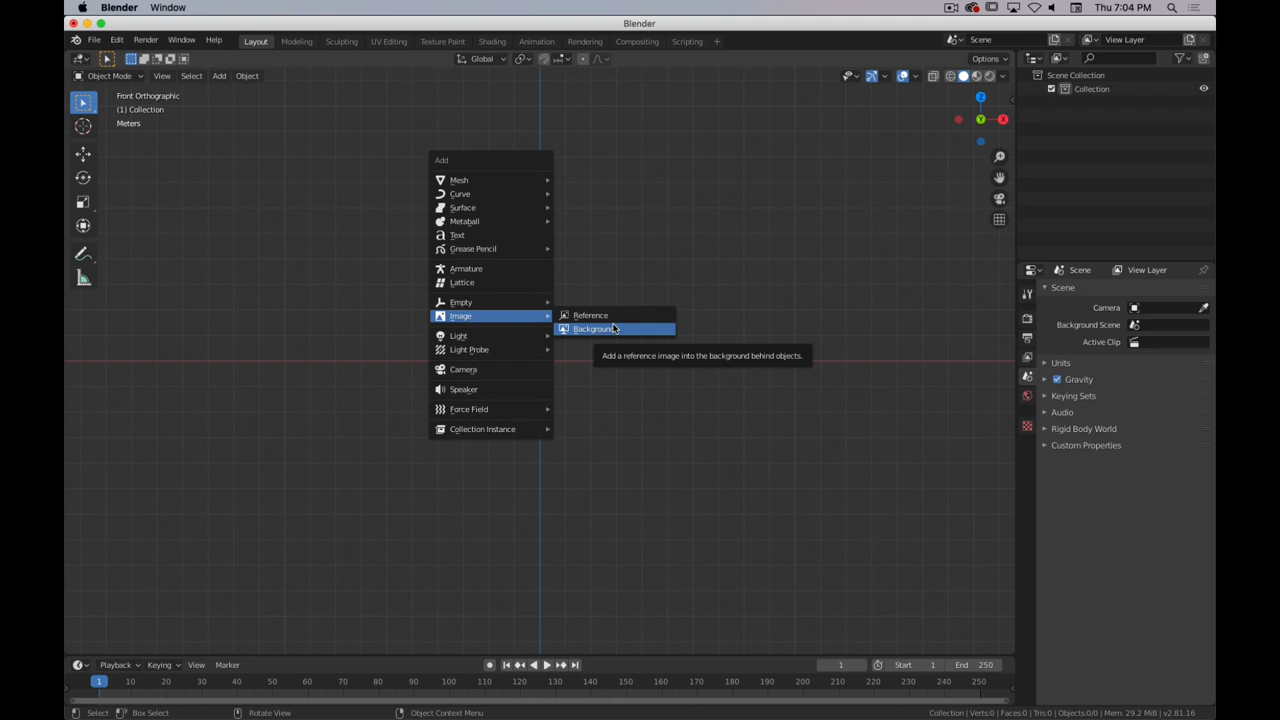 Blender Window Thu 7:04 PM
Blender
File Edit Render Window Help Layout Modeling Sculpting UV Editing Texture Paint Shading Animation Rendering Compositing Scripting + Scene View Layer
Global Options
Object Mode View Select Add Object
Scene Collection
Collection
Front Orthographic
(1) Collection
Meters
Z
Y X
Add
Mesh
Curve
Surface
Metaball
Text
Grease Pencil
Armature
Lattice
Empty
Image
Reference
Background
Light
Light Probe
Add a reference image into the background behind objects.
Camera
Speaker
Force Field
Collection Instance
Scene View Layer
Scene
Camera
Background Scene
Active Clip
Units
Gravity
Keying Sets
Audio
Rigid Body World
Custom Properties
Playback Keying View Marker 1 Start 1 End 250
1 10 20 30 40 50 60 70 80 90 100 110 120 130 140 150 160 170 180 190 200 210 220 230 240 250
Select Box Select Rotate View Object Context Menu Collection | Verts:0 | Faces:0 | Tris:0 | Objects:0/0 | Mem: 29.2 MiB | v2.81.16